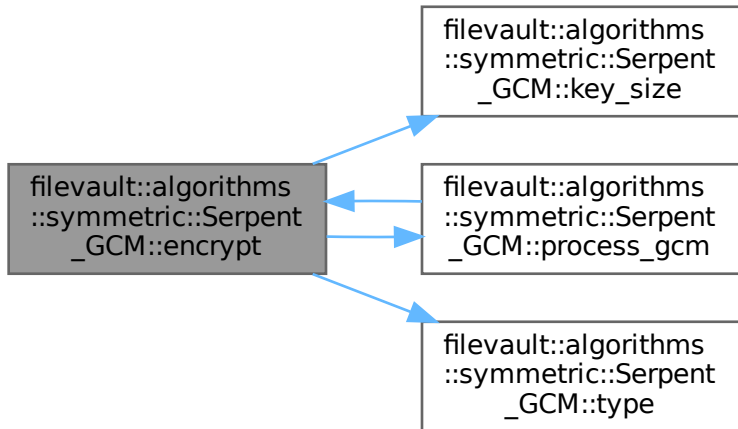 filevault::algorithms
::symmetric::Serpent
_GCM::encrypt
filevault::algorithms
::symmetric::Serpent
_GCM::key_size
filevault::algorithms
::symmetric::Serpent
_GCM::process_gcm
filevault::algorithms
::symmetric::Serpent
_GCM::type